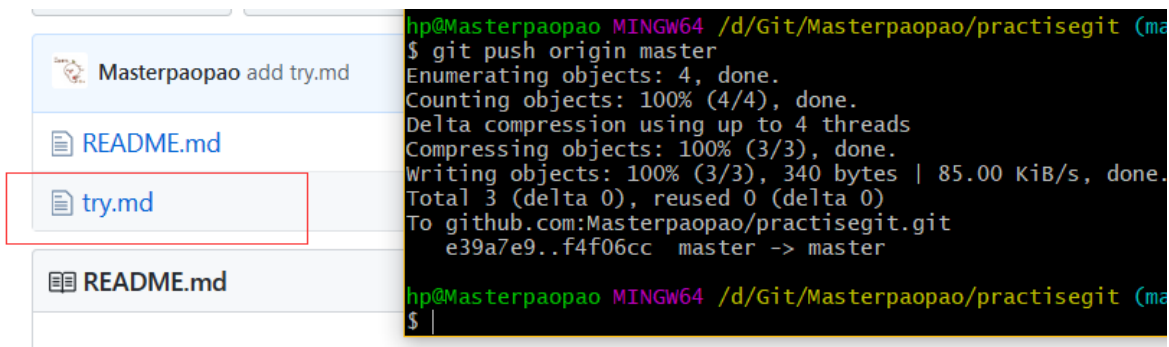 Masterpaopao add try.md
README.md
try.md
README.md
hp@Masterpaopao MINGW64 /d/Git/Masterpaopao/practisegit (ma
$ git push origin master
Enumerating objects: 4, done.
Counting objects: 100% (4/4), done.
Delta compression using up to 4 threads
Compressing objects: 100% (3/3), done.
Writing objects: 100% (3/3), 340 bytes | 85.00 KiB/s, done.
Total 3 (delta 0), reused 0 (delta 0)
To github.com:Masterpaopao/practisegit.git
   e39a7e9..f4f06cc  master -> master
hp@Masterpaopao MINGW64 /d/Git/Masterpaopao/practisegit (ma
$